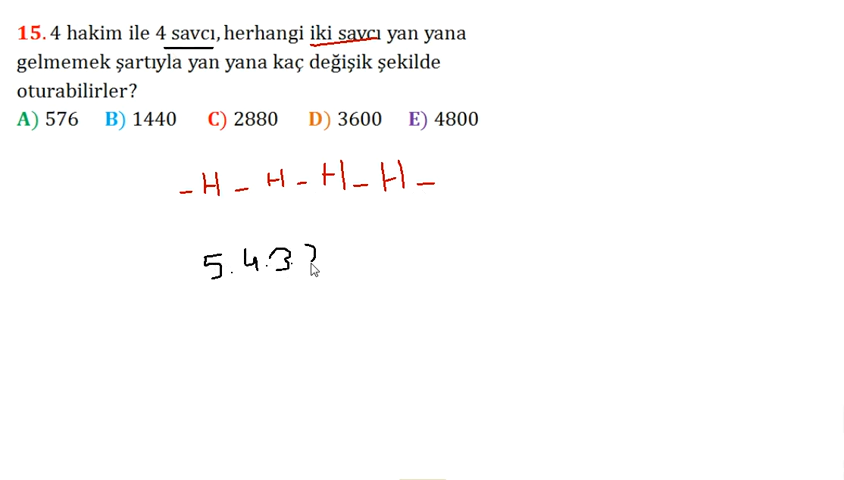 15. 4 hakim ile 4 savcı, herhangi iki savcı yan yana
gelmemek şartıyla yan yana kaç değişik şekilde
oturabilirler?
A) 576 B) 1440 C) 2880 D) 3600 E) 4800
- H - H - H - H -
5.4.3